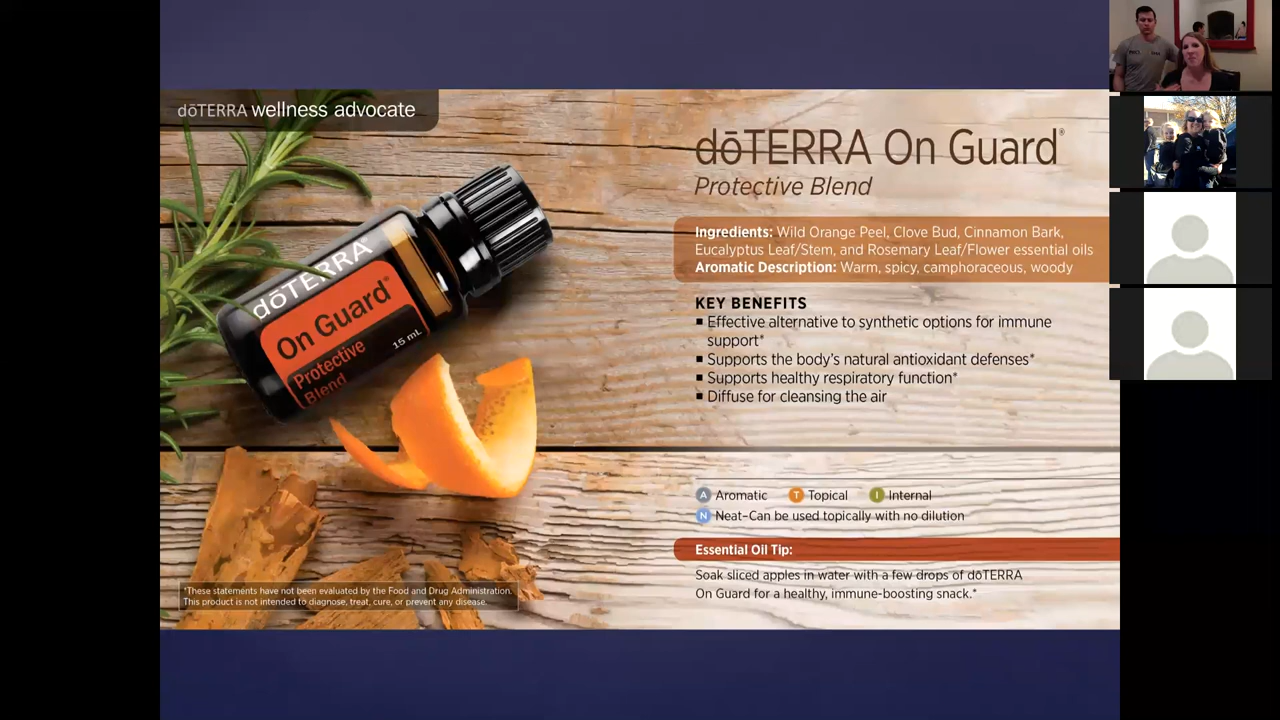 dōTERRA wellness advocate
dōTERRA On Guard®
Protective Blend
Ingredients: Wild Orange Peel, Clove Bud, Cinnamon Bark,
Eucalyptus Leaf/Stem, and Rosemary Leaf/Flower essential oils
Aromatic Description: Warm, spicy, camphoraceous, woody
KEY BENEFITS
▪ Effective alternative to synthetic options for immune
support*
▪ Supports the body's natural antioxidant defenses*
▪ Supports healthy respiratory function*
▪ Diffuse for cleansing the air
A Aromatic T Topical I Internal
N Neat–Can be used topically with no dilution
Essential Oil Tip:
Soak sliced apples in water with a few drops of dōTERRA
On Guard for a healthy, immune-boosting snack.*
dōTERRA®
On Guard®
Protective
Blend
15 mL
*These statements have not been evaluated by the Food and Drug Administration.
This product is not intended to diagnose, treat, cure, or prevent any disease.